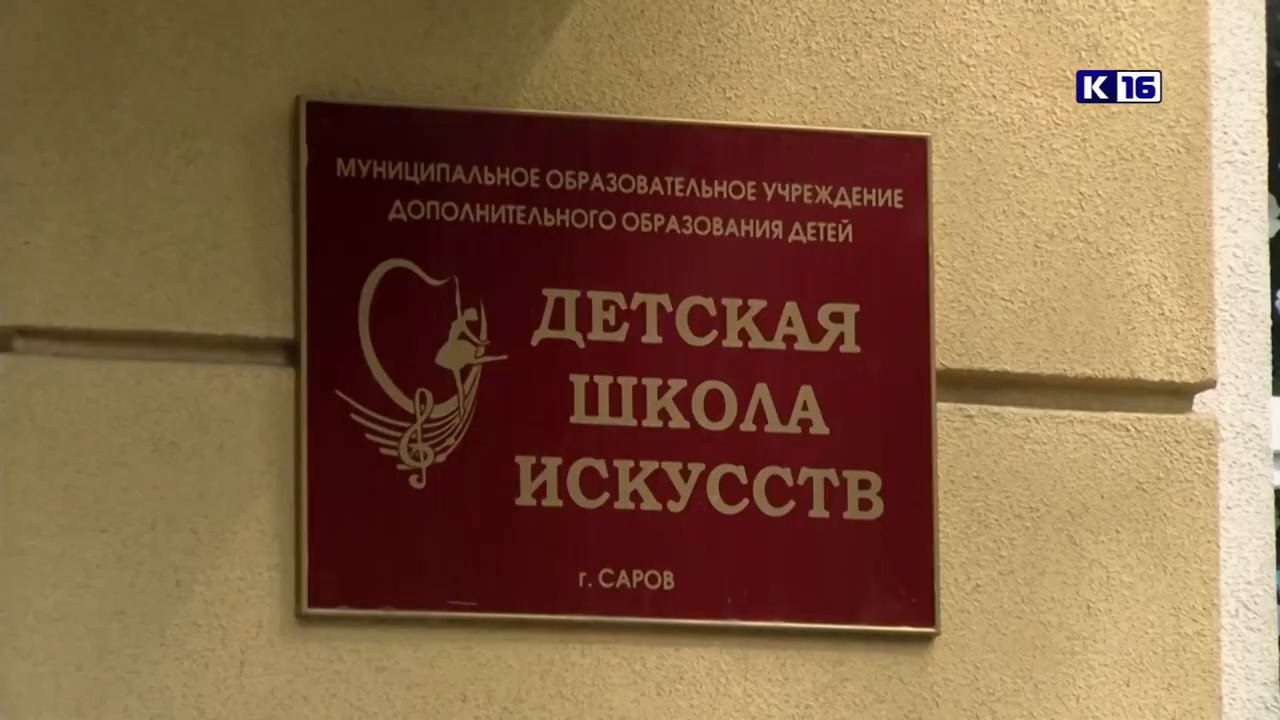 К 16
МУНИЦИПАЛЬНОЕ ОБРАЗОВАТЕЛЬНОЕ УЧРЕЖДЕНИЕ
ДОПОЛНИТЕЛЬНОГО ОБРАЗОВАНИЯ ДЕТЕЙ
ДЕТСКАЯ
ШКОЛА
ИСКУССТВ
г. САРОВ